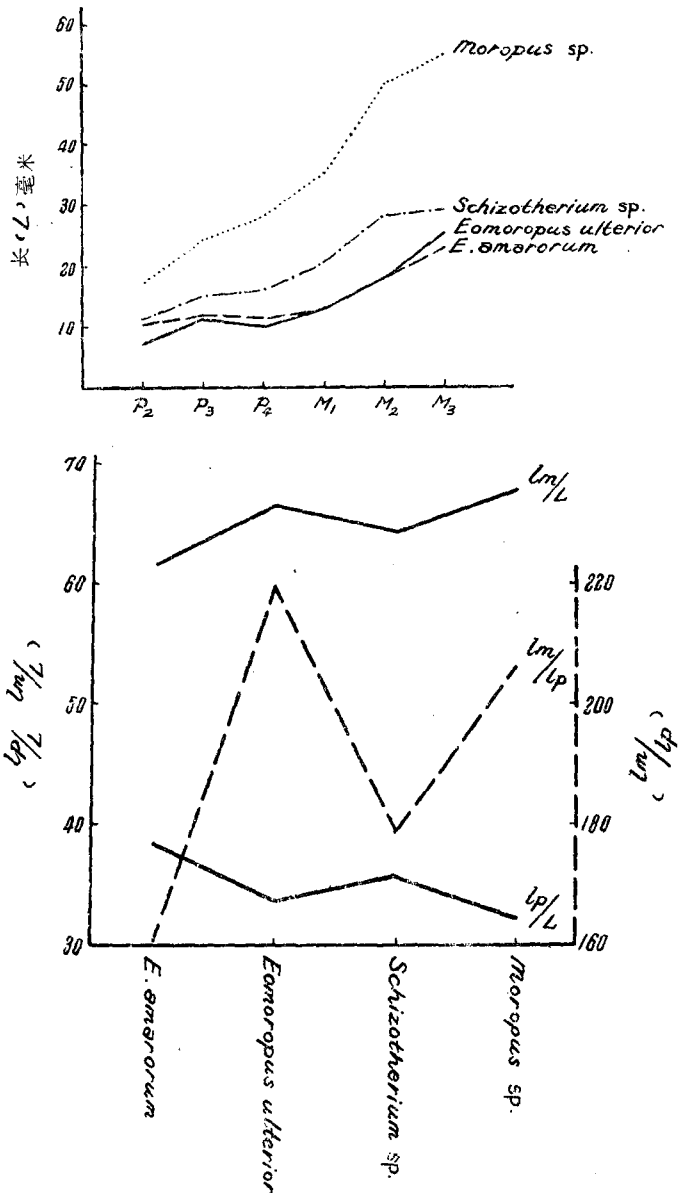 60
50
40
30
20
10
长(L)毫米
Moropus sp.
Schizotherium sp.
Eomoropus ulterior
E. amarorum
P₂ P₃ P₄ M₁ M₂ M₃
70
60
50
40
30
(lp/L lm/L)
lm/L
lm/lp
lp/L
220
200
180
160
(lm/lp)
E. amarorum
Eomoropus ulterior
Schizotherium sp.
Moropus sp.